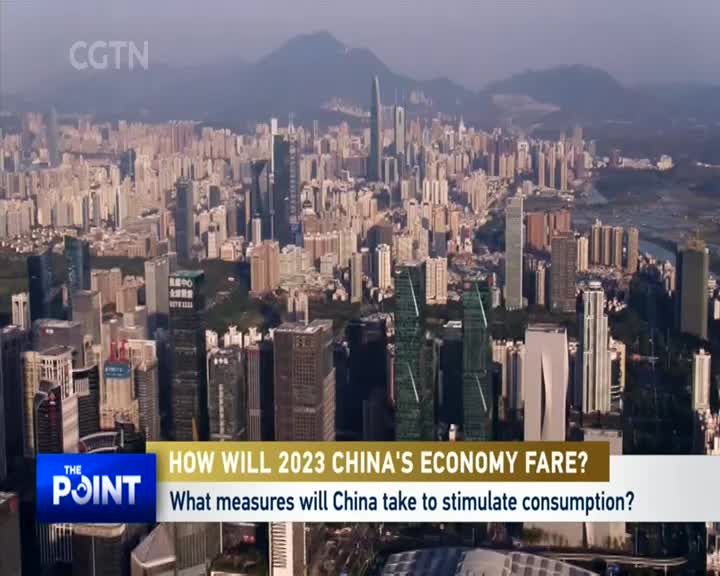 CGTN
HOW WILL 2023 CHINA'S ECONOMY FARE?
THE
POINT
What measures will China take to stimulate consumption?